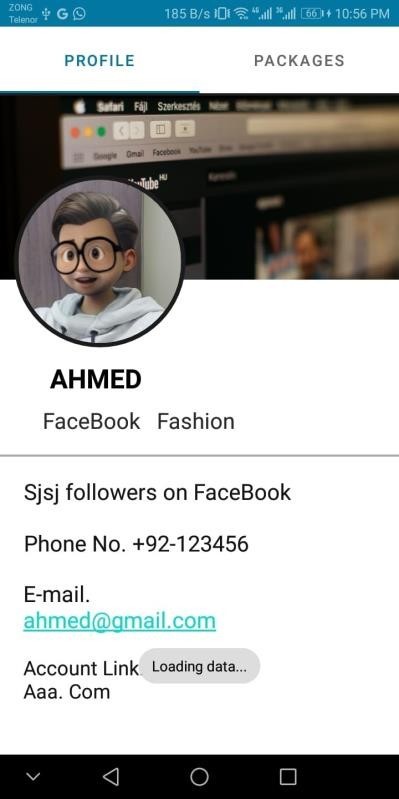 ZONG
Telenor
185 B/s
4G
3G
66
10:56 PM
PROFILE
PACKAGES
Safari Fájl Szerkesztés Nézet
Google Gmail Facebook YouTube
YouTube HU
AHMED
FaceBook Fashion
Sjsj followers on FaceBook
Phone No. +92-123456
E-mail.
ahmed@gmail.com
Account Link.
Loading data...
Aaa. Com